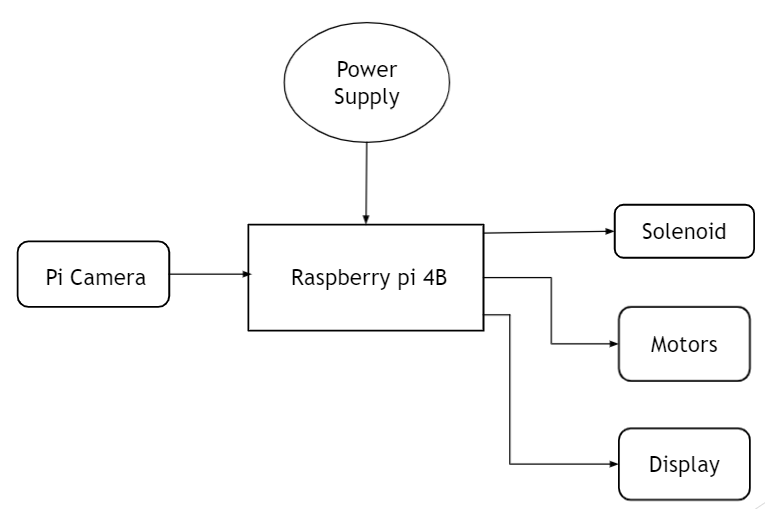 Power
Supply
Pi Camera
Raspberry pi 4B
Solenoid
Motors
Display